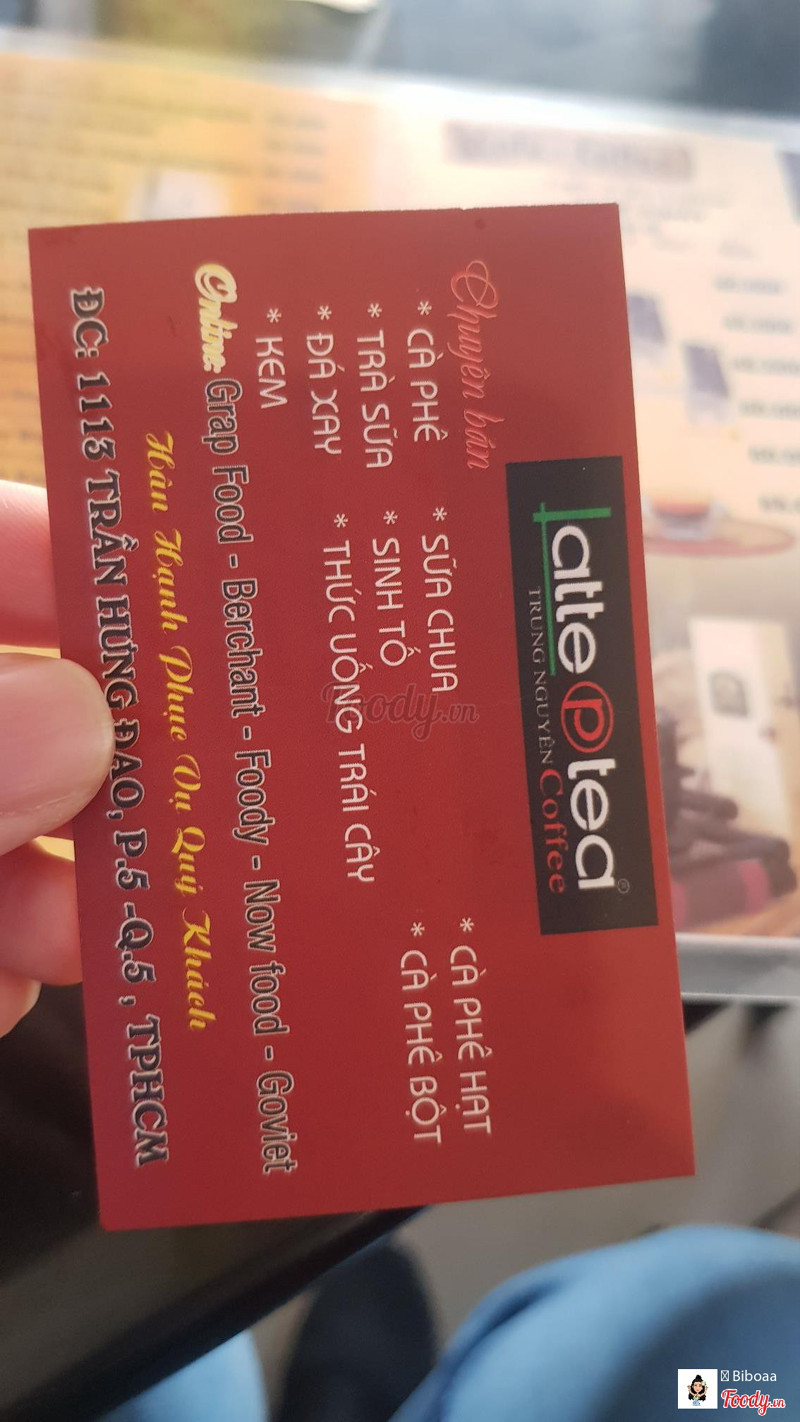 Latte P tea®
TRUNG NGUYÊN Coffee
Chuyên bán
* CÀ PHÊ
* TRÀ SỮA
* ĐÁ XAY
* KEM
* SỮA CHUA
* SINH TỐ
* THỨC UỐNG TRÁI CÂY
* CÀ PHÊ HẠT
* CÀ PHÊ BỘT
Online: Grap Food - Berchant - Foody - Now food - Goviet
Hân Hạnh Phục Vụ Quý Khách
ĐC: 1113 TRẦN HƯNG ĐẠO, P.5 -Q.5 , TPHCM
Foody.vn
Biboaa
Foody.vn